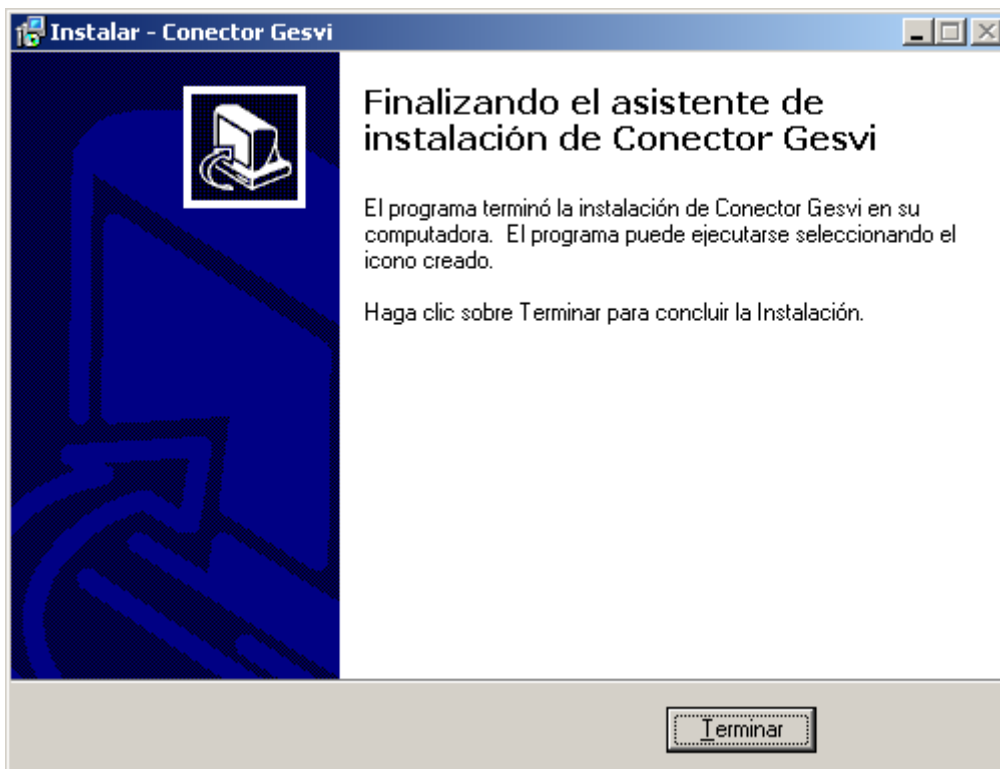 Instalar - Conector Gesvi
Finalizando el asistente de
instalación de Conector Gesvi
El programa terminó la instalación de Conector Gesvi en su
computadora.  El programa puede ejecutarse seleccionando el
icono creado.
Haga clic sobre Terminar para concluir la Instalación.
Terminar